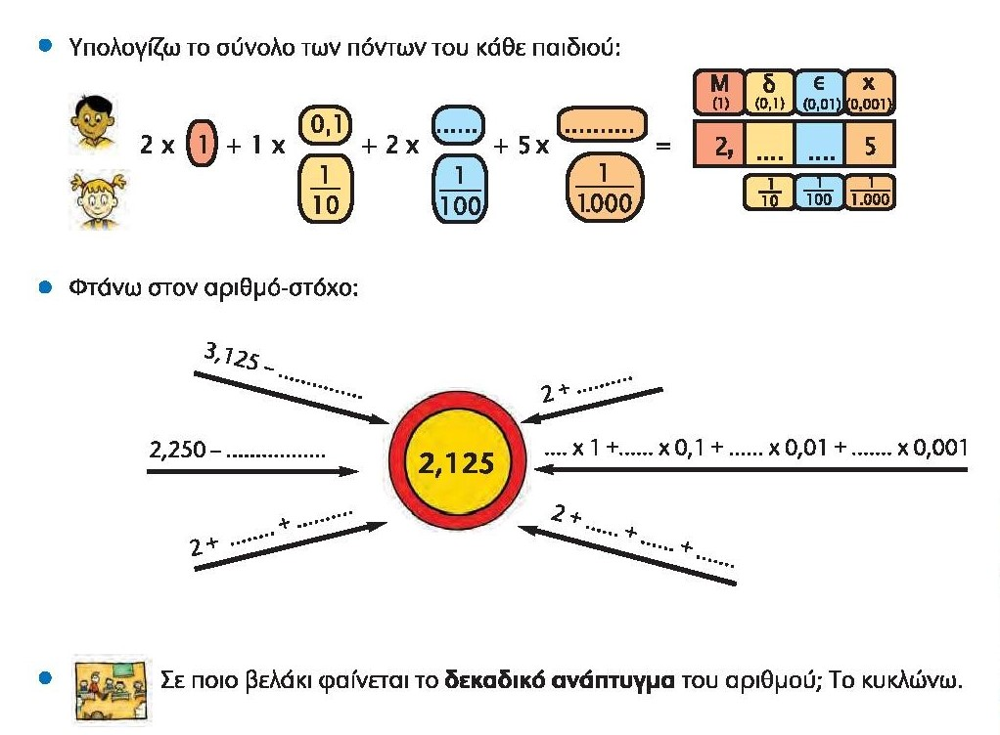 • Υπολογίζω το σύνολο των πόντων του κάθε παιδιού:
Μ δ ε χ
(1) (0,1) (0,01) (0,001)
0,1 ...... ..........
2 x 1 + 1 x + 2 x + 5 x = 2, .... .... 5
1/10 1/100 1/1.000
1/10 1/100 1/1.000
• Φτάνω στον αριθμό-στόχο:
3,125 – ..............
2 + ..........
2,250 – .................
2,125
.... x 1 +...... x 0,1 + ...... x 0,01 + ....... x 0,001
2 + ........ + ..........
2 + ...... + ...... + .......
• Σε ποιο βελάκι φαίνεται το δεκαδικό ανάπτυγμα του αριθμού; Το κυκλώνω.